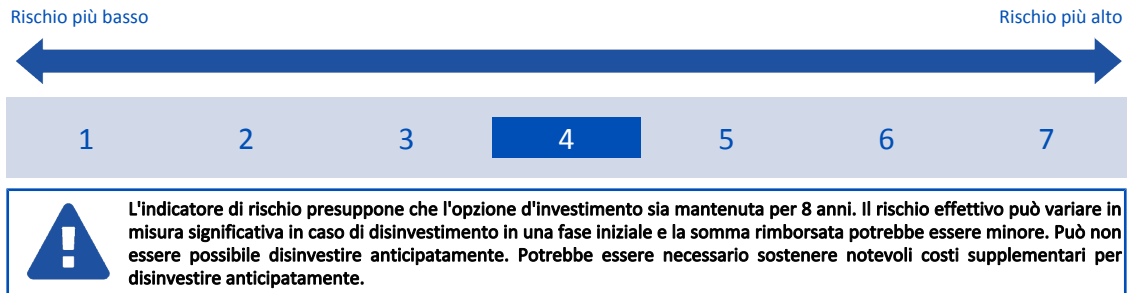 Rischio più basso Rischio più alto
1 2 3 4 5 6 7
L'indicatore di rischio presuppone che l'opzione d'investimento sia mantenuta per 8 anni. Il rischio effettivo può variare in
misura significativa in caso di disinvestimento in una fase iniziale e la somma rimborsata potrebbe essere minore. Può non
essere possibile disinvestire anticipatamente. Potrebbe essere necessario sostenere notevoli costi supplementari per
disinvestire anticipatamente.